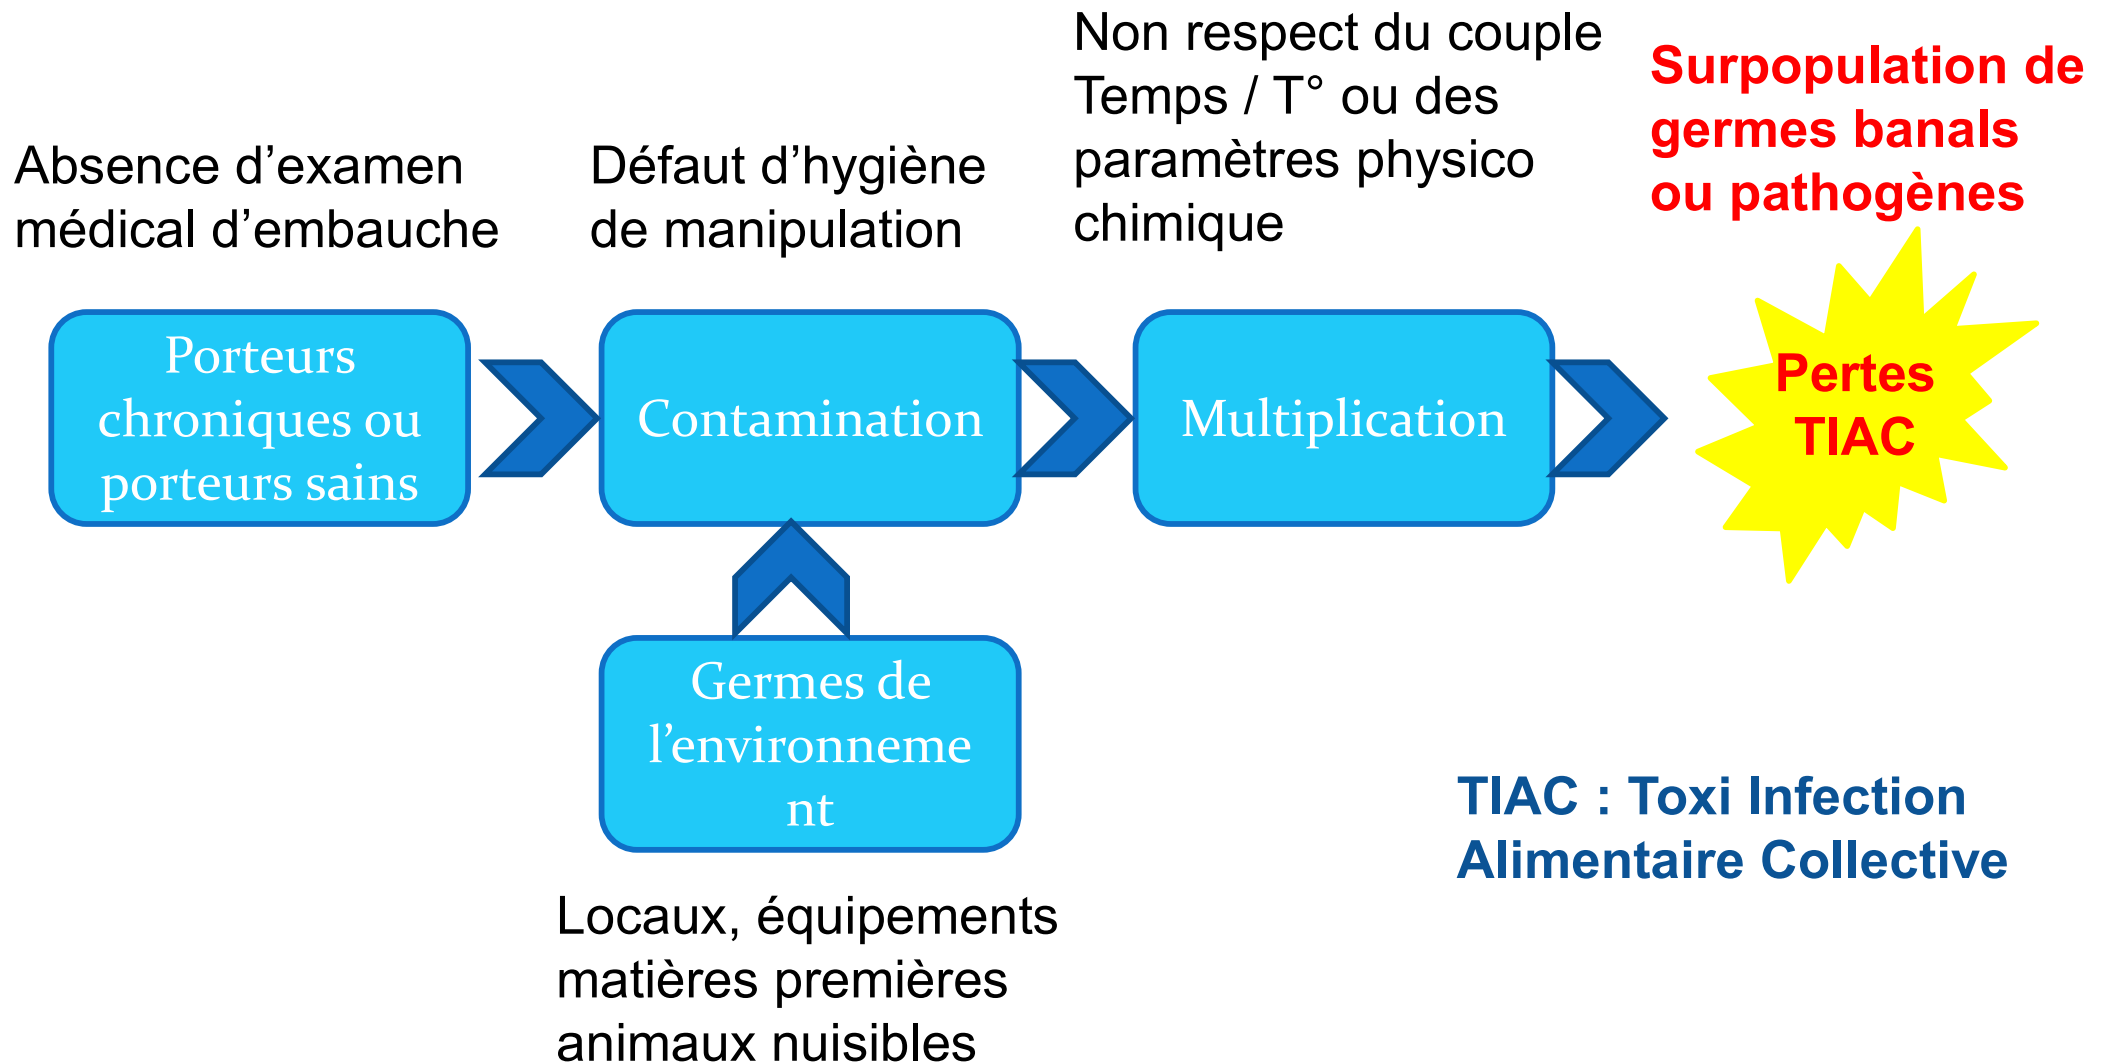 Absence d’examen
médical d’embauche
Défaut d’hygiène
de manipulation
Non respect du couple
Temps / T° ou des
paramètres physico
chimique
Surpopulation de
germes banals
ou pathogènes
Porteurs
chroniques ou
porteurs sains
Contamination
Multiplication
Pertes
TIAC
Germes de
l’environneme
nt
Locaux, équipements
matières premières
animaux nuisibles
TIAC : Toxi Infection
Alimentaire Collective